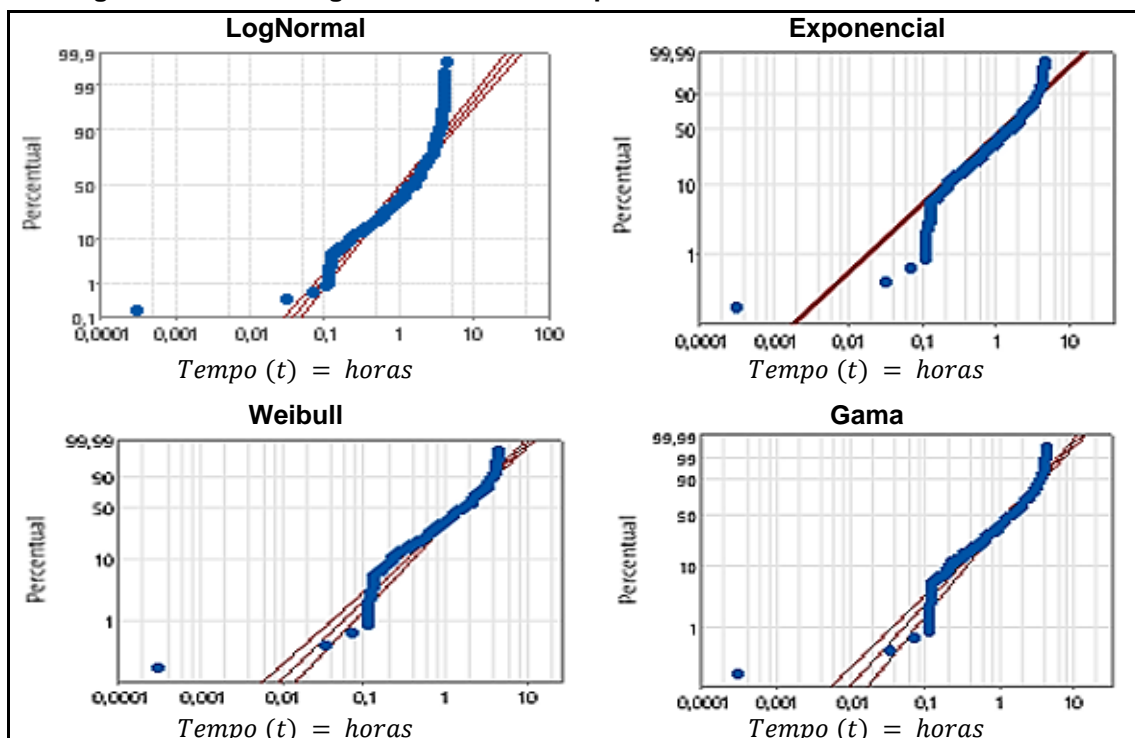 LogNormal
99,9
99
90
50
10
1
0,1
Percentual
0,0001 0,001 0,01 0,1 1 10 100
Tempo (t) = horas
Exponencial
99,99
90
50
10
1
Percentual
0,0001 0,001 0,01 0,1 1 10
Tempo (t) = horas
Weibull
99,99
90
50
10
1
Percentual
0,0001 0,001 0,01 0,1 1 10
Tempo (t) = horas
Gama
99,99
99
90
50
10
1
Percentual
0,0001 0,001 0,01 0,1 1 10
Tempo (t) = horas